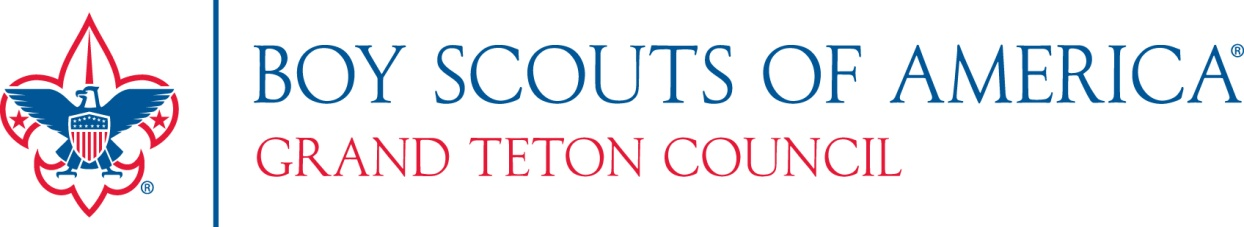 BOY SCOUTS OF AMERICA®
GRAND TETON COUNCIL
®